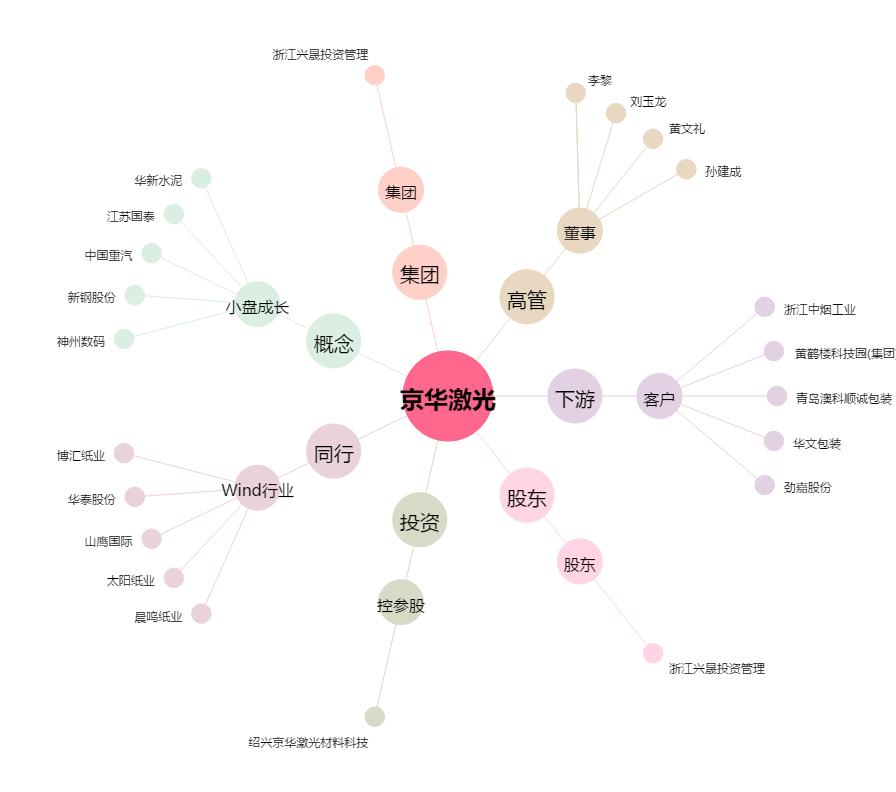 浙江兴晟投资管理
李黎
刘玉龙
黄文礼
孙建成
华新水泥
江苏国泰
中国重汽
新钢股份
神州数码
集团
集团
董事
高管
小盘成长
概念
京华激光
下游
客户
浙江中烟工业
黄鹤楼科技园(集团
青岛澳科顺诚包装
华文包装
劲嘉股份
同行
Wind行业
博汇纸业
华泰股份
山鹰国际
太阳纸业
晨鸣纸业
投资
控参股
绍兴京华激光材料科技
股东
股东
浙江兴晟投资管理